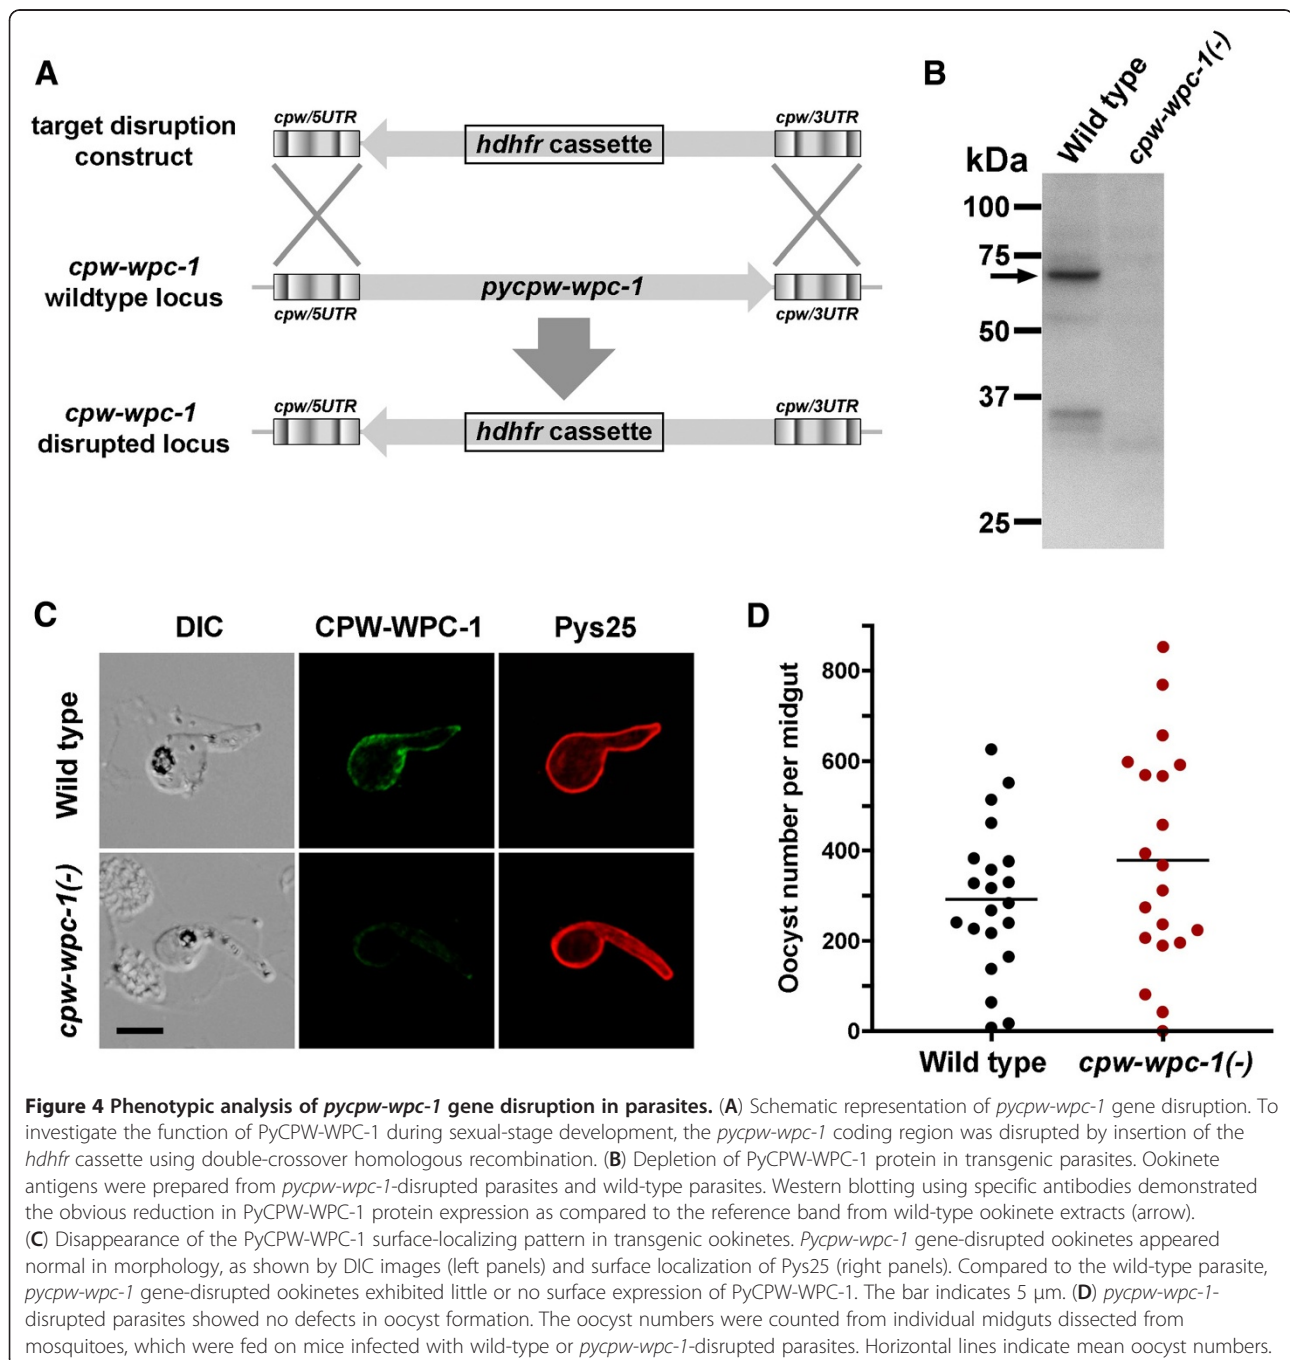 A
target disruption
construct
cpw/5UTR
hdhfr cassette
cpw/3UTR
cpw-wpc-1
wildtype locus
pycpw-wpc-1
cpw/5UTR
cpw/3UTR
cpw-wpc-1
disrupted locus
cpw/5UTR
hdhfr cassette
cpw/3UTR
B
Wild type
cpw-wpc-1(-)
kDa
100
75
50
37
25
C
DIC
CPW-WPC-1
Pys25
Wild type
cpw-wpc-1(-)
D
Oocyst number per midgut
800
600
400
200
0
Wild type
cpw-wpc-1(-)
Figure 4 Phenotypic analysis of pycpw-wpc-1 gene disruption in parasites. (A) Schematic representation of pycpw-wpc-1 gene disruption. To
investigate the function of PyCPW-WPC-1 during sexual-stage development, the pycpw-wpc-1 coding region was disrupted by insertion of the
hdhfr cassette using double-crossover homologous recombination. (B) Depletion of PyCPW-WPC-1 protein in transgenic parasites. Ookinete
antigens were prepared from pycpw-wpc-1-disrupted parasites and wild-type parasites. Western blotting using specific antibodies demonstrated
the obvious reduction in PyCPW-WPC-1 protein expression as compared to the reference band from wild-type ookinete extracts (arrow).
(C) Disappearance of the PyCPW-WPC-1 surface-localizing pattern in transgenic ookinetes. Pycpw-wpc-1 gene-disrupted ookinetes appeared
normal in morphology, as shown by DIC images (left panels) and surface localization of Pys25 (right panels). Compared to the wild-type parasite,
pycpw-wpc-1 gene-disrupted ookinetes exhibited little or no surface expression of PyCPW-WPC-1. The bar indicates 5 μm. (D) pycpw-wpc-1-
disrupted parasites showed no defects in oocyst formation. The oocyst numbers were counted from individual midguts dissected from
mosquitoes, which were fed on mice infected with wild-type or pycpw-wpc-1-disrupted parasites. Horizontal lines indicate mean oocyst numbers.